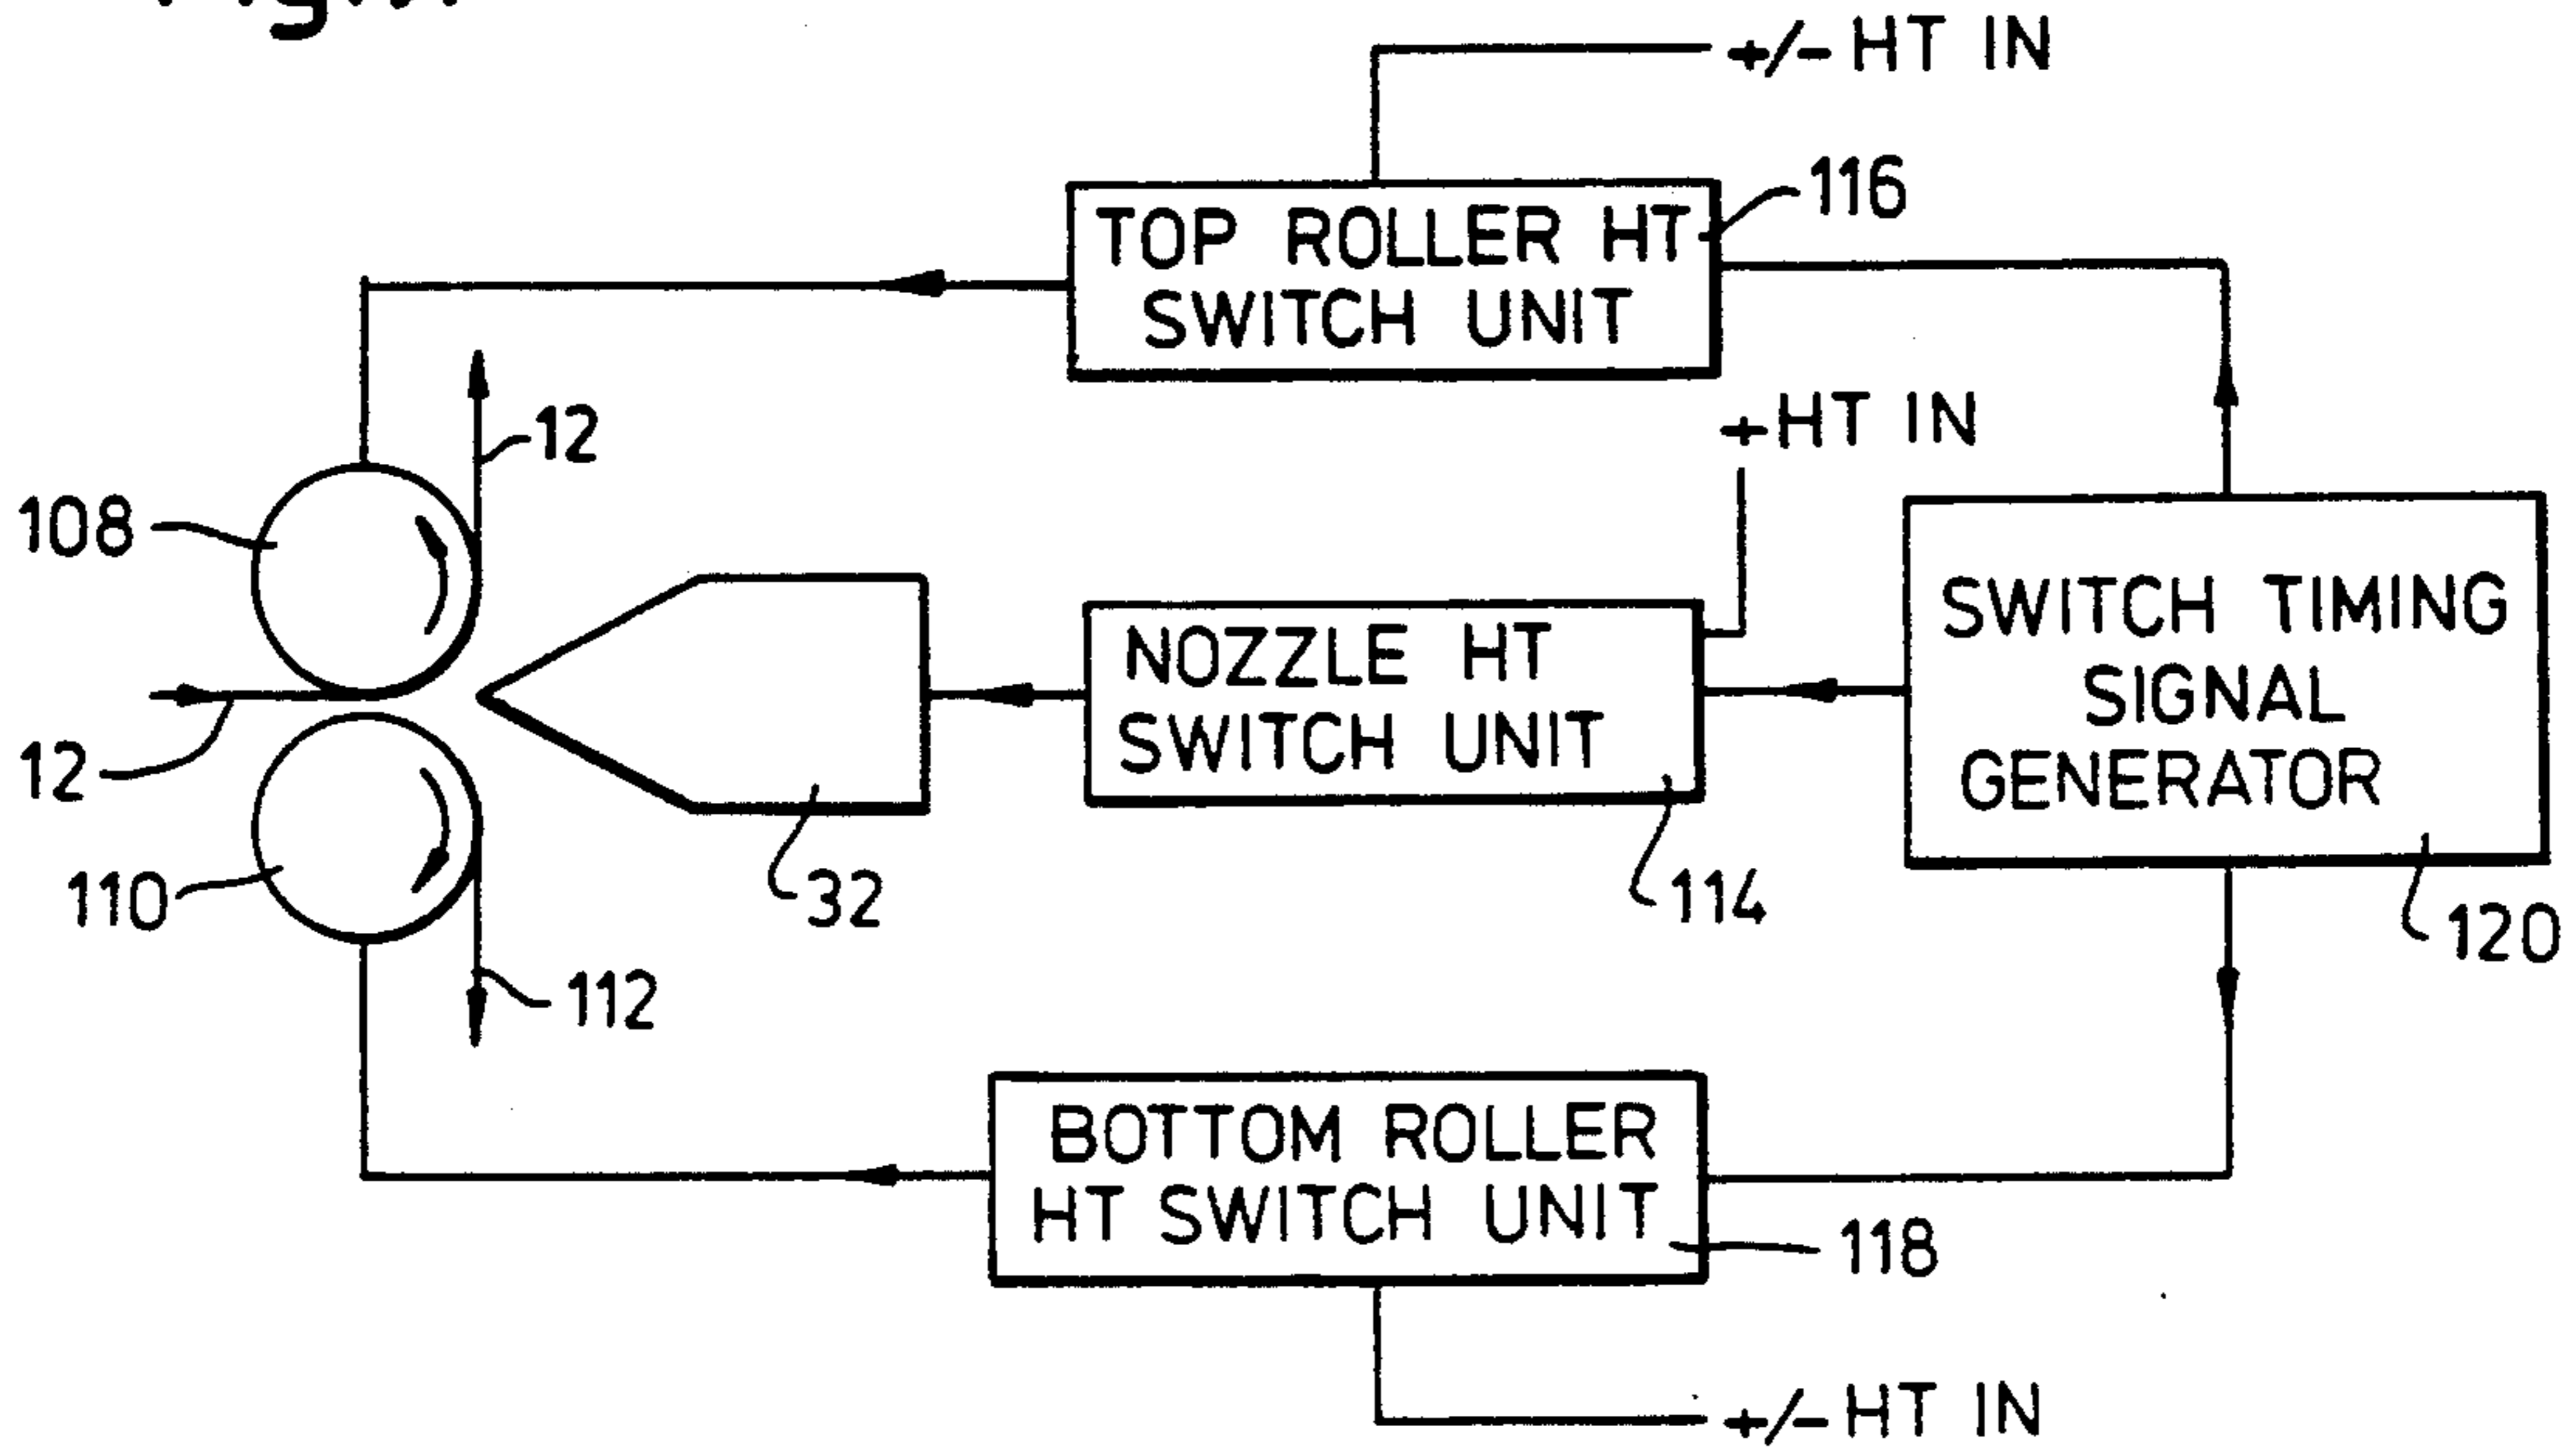 +/- HT IN
116
TOP ROLLER HT
SWITCH UNIT
12
+HT IN
108
SWITCH TIMING
SIGNAL
GENERATOR
NOZZLE HT
SWITCH UNIT
12
110
32
114
120
112
BOTTOM ROLLER
HT SWITCH UNIT
118
+/- HT IN